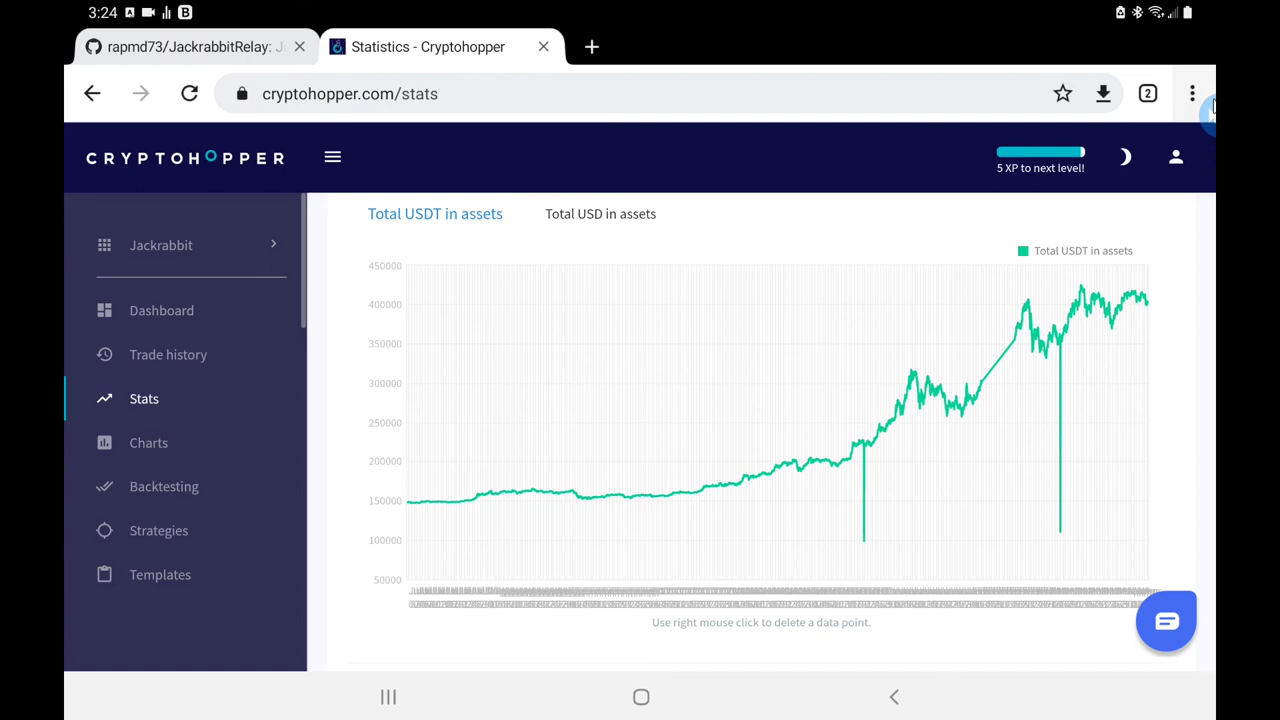 3:24
rapmd73/JackrabbitRelay: J
Statistics - Cryptohopper
cryptohopper.com/stats
2
CRYPTOHOPPER
5 XP to next level!
Jackrabbit
Dashboard
Trade history
Stats
Charts
Backtesting
Strategies
Templates
Total USDT in assets
Total USD in assets
Total USDT in assets
450000
400000
350000
300000
250000
200000
150000
100000
50000
Use right mouse click to delete a data point.